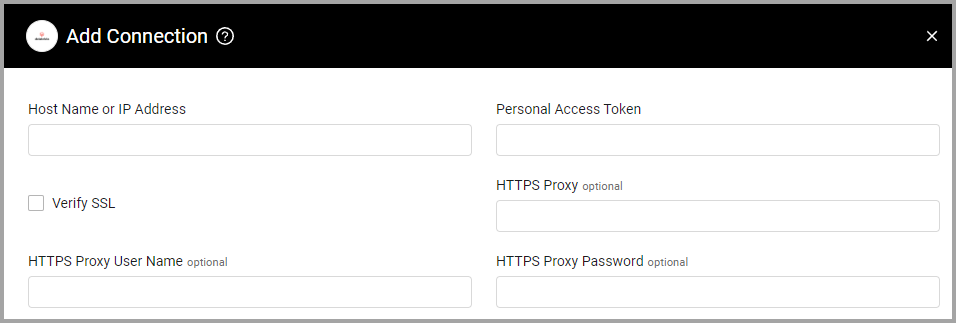 Add Connection ?
Host Name or IP Address
Personal Access Token
Verify SSL
HTTPS Proxy optional
HTTPS Proxy User Name optional
HTTPS Proxy Password optional